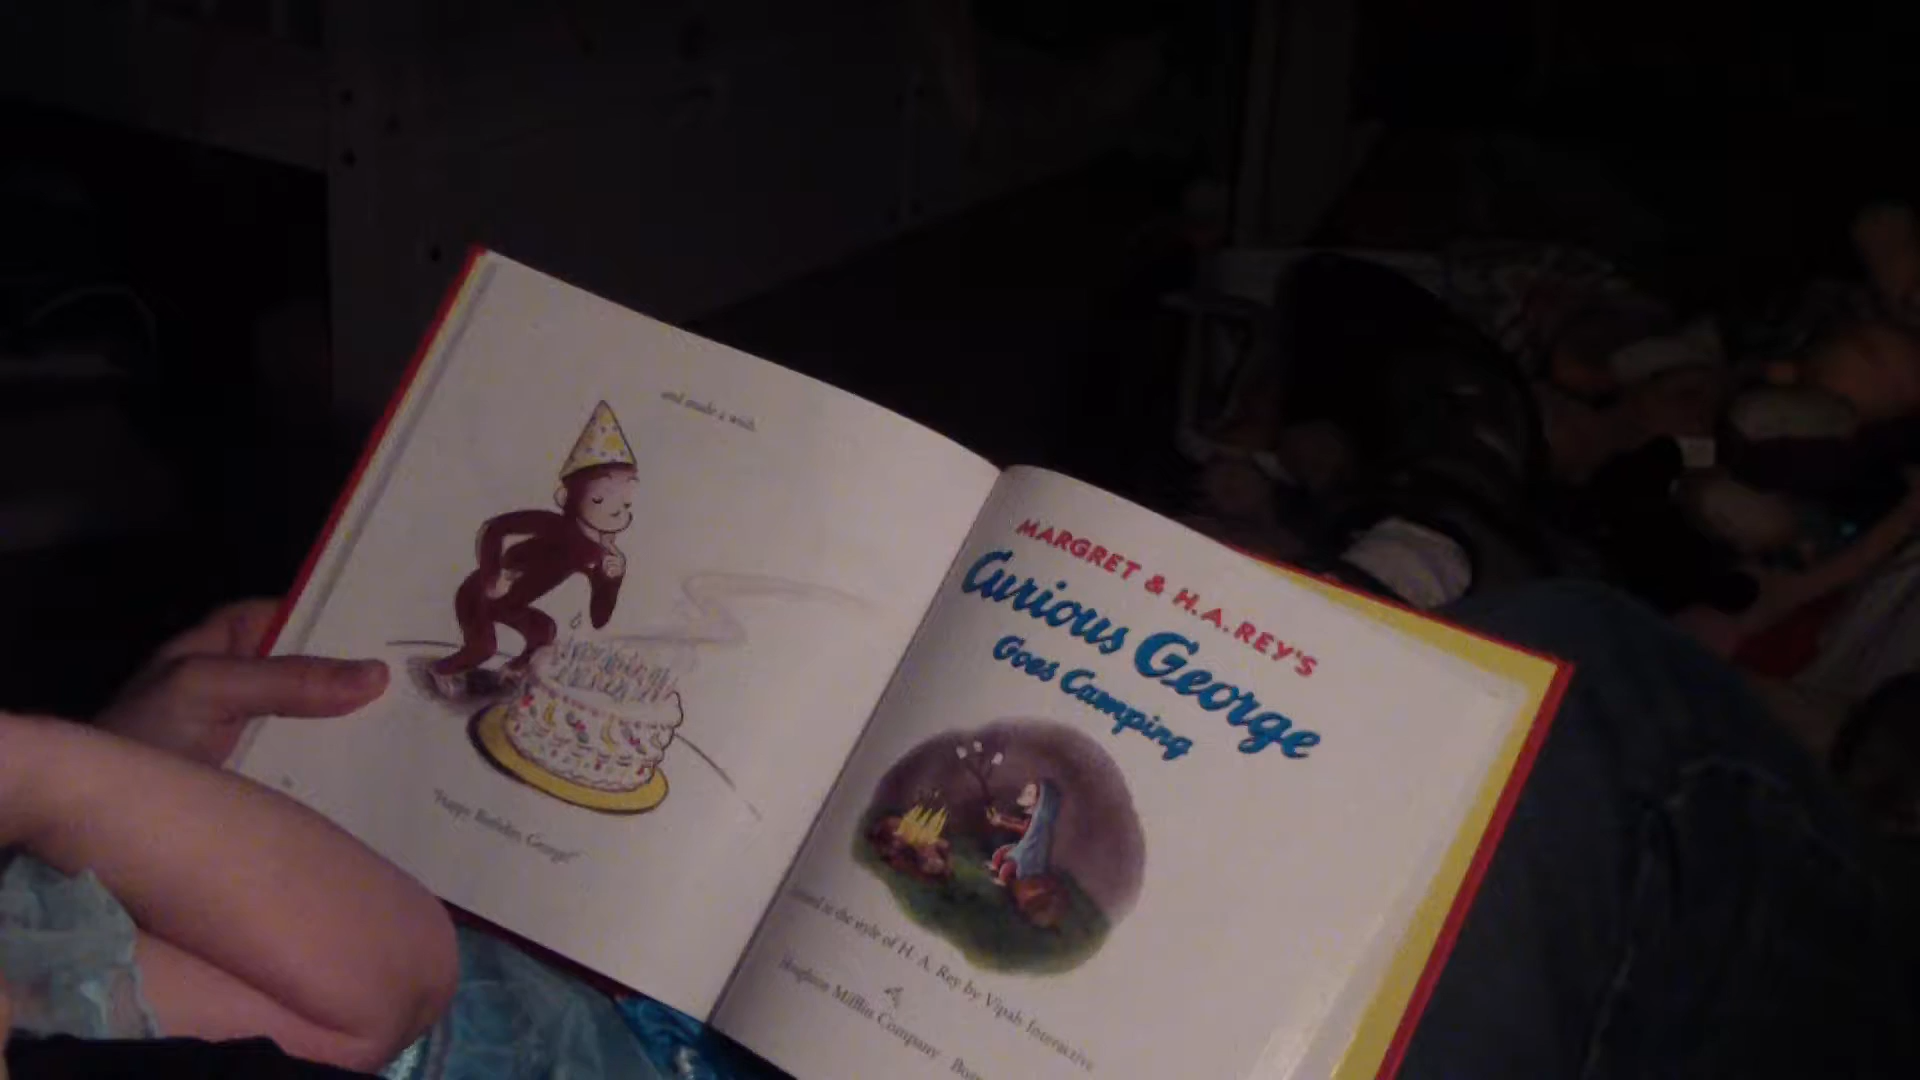 and made a wish.
"Happy Birthday, George!"
MARGRET & H.A. REY'S
Curious George
Goes Camping
in the style of H. A. Rey by Vipah Interactive
Houghton Mifflin Company